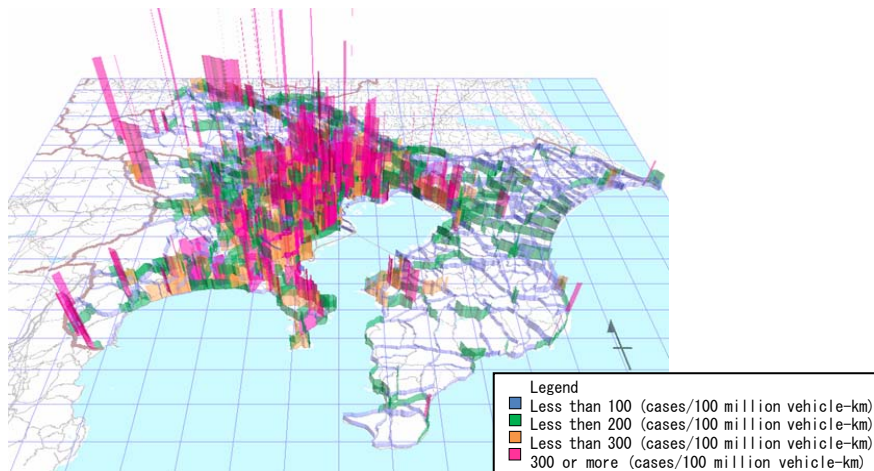 Legend
Less than 100 (cases/100 million vehicle-km)
Less then 200 (cases/100 million vehicle-km)
Less than 300 (cases/100 million vehicle-km)
300 or more (cases/100 million vehicle-km)